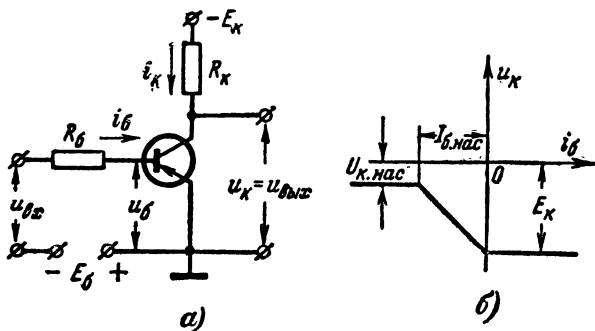 -Eк
iк
Rк
Rб
iб
uвх
uб
uк=uвых
- Eб +
а)
uк
Iб.нас
iб
0
Uк.нас
Eк
б)